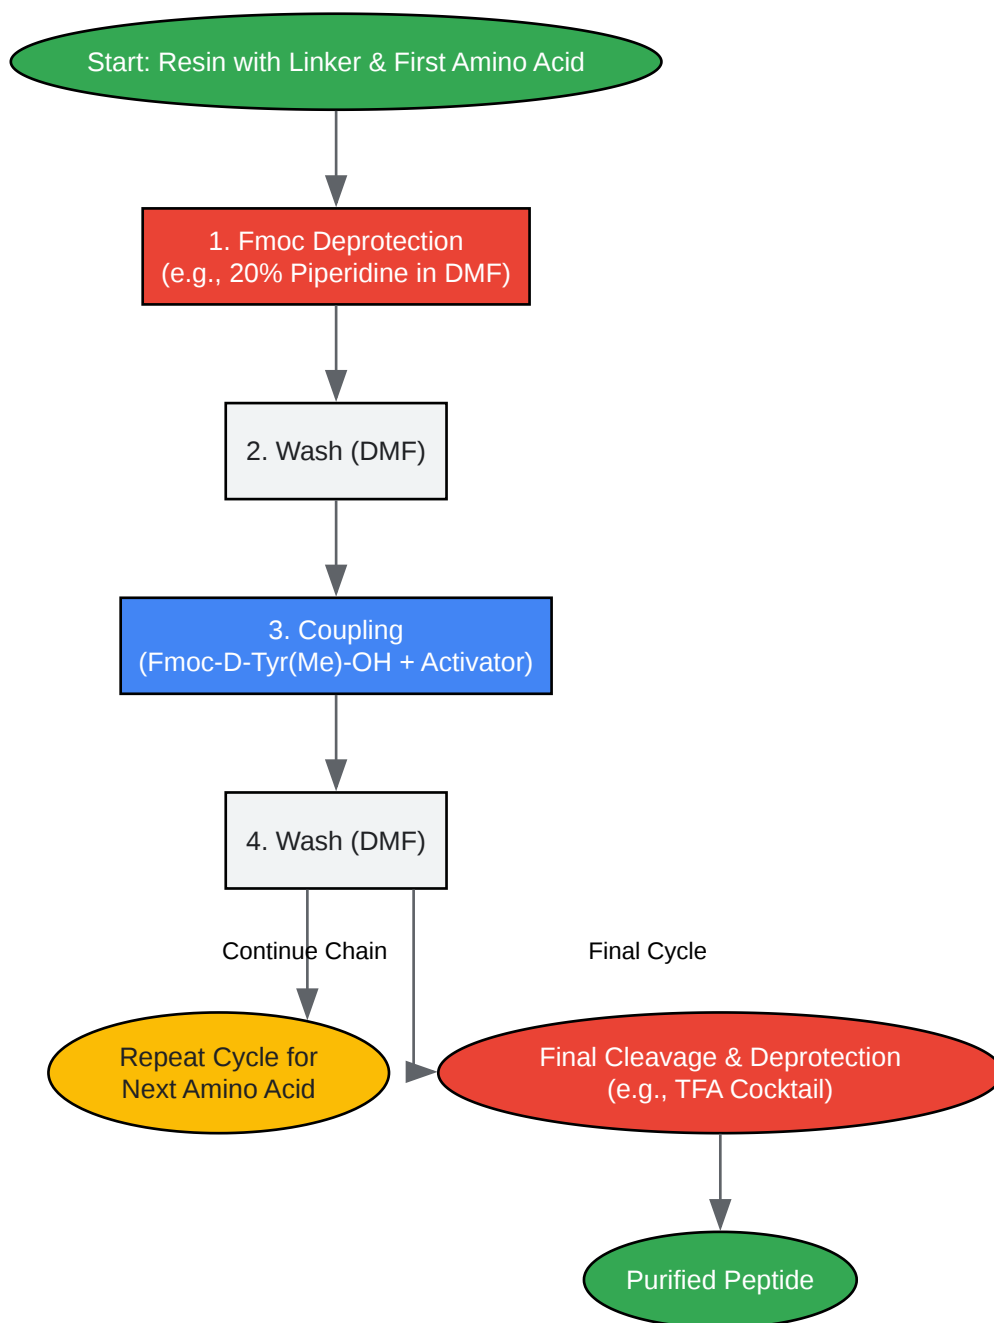 Start: Resin with Linker & First Amino Acid
1. Fmoc Deprotection
(e.g., 20% Piperidine in DMF)
2. Wash (DMF)
3. Coupling
(Fmoc-D-Tyr(Me)-OH + Activator)
4. Wash (DMF)
Continue Chain
Final Cycle
Repeat Cycle for
Next Amino Acid
Final Cleavage & Deprotection
(e.g., TFA Cocktail)
Purified Peptide